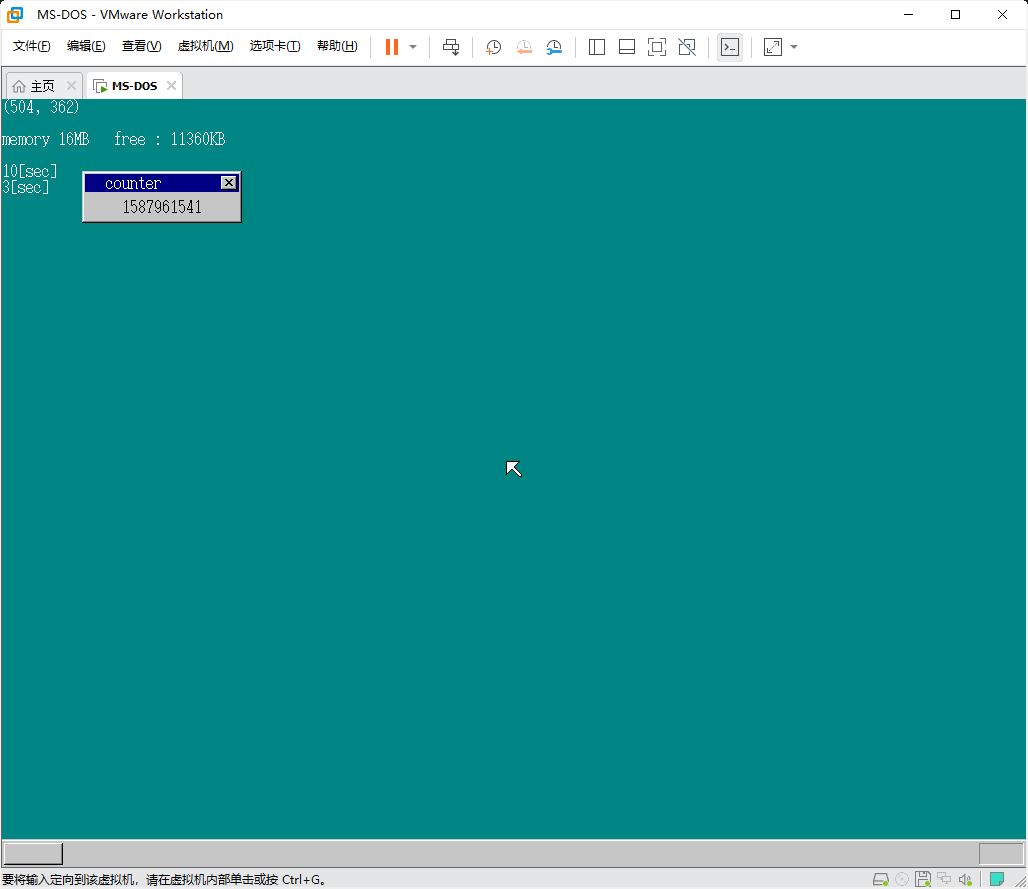 MS-DOS - VMware Workstation
文件(F) 编辑(E) 查看(V) 虚拟机(M) 选项卡(T) 帮助(H)
主页 MS-DOS
(504, 362)
memory 16MB free : 11360KB
10[sec]
3[sec]
counter
1587961541
要将输入定向到该虚拟机，请在虚拟机内部单击或按 Ctrl+G。